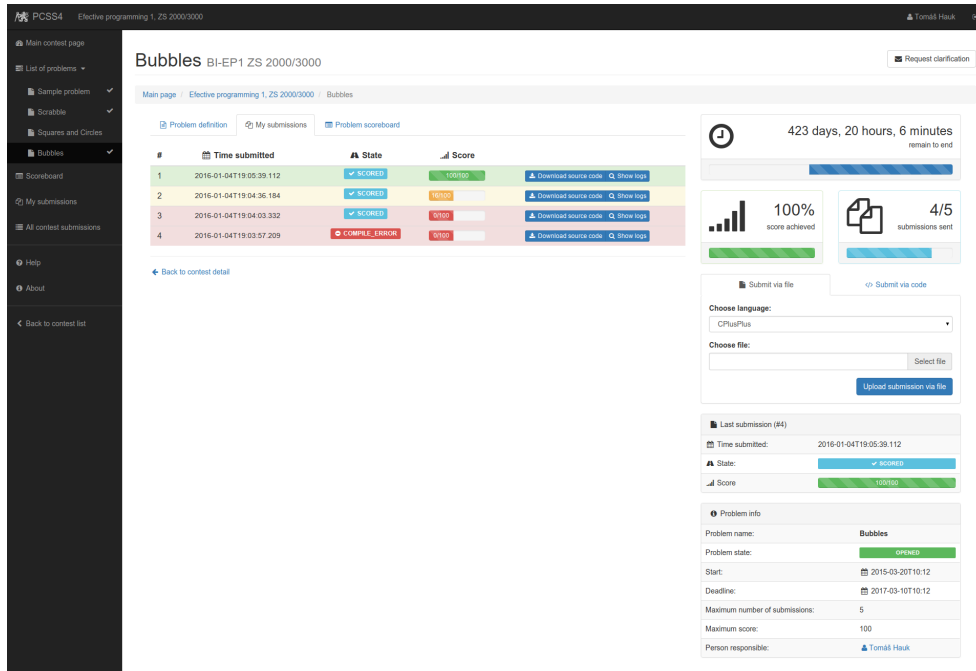 PCSS4 Efective programming 1, ZS 2000/3000
Tomáš Hauk
Main contest page
List of problems
Sample problem
Scrabble
Squares and Circles
Bubbles
Scoreboard
My submissions
All contest submissions
Help
About
Back to contest list
Bubbles BI-EP1 ZS 2000/3000
Request clarification
Main page / Efective programming 1, ZS 2000/3000 / Bubbles
Problem definition My submissions Problem scoreboard
# Time submitted State Score
1 2016-01-04T19:05:39.112 SCORED 100/100 Download source code Show logs
2 2016-01-04T19:04:36.184 SCORED 16/100 Download source code Show logs
3 2016-01-04T19:04:03.332 SCORED 0/100 Download source code Show logs
4 2016-01-04T19:03:57.209 COMPILE_ERROR 0/100 Download source code Show logs
Back to contest detail
423 days, 20 hours, 6 minutes
remain to end
100%
score achieved
4/5
submissions sent
Submit via file </> Submit via code
Choose language:
CPlusPlus
Choose file:
Select file
Upload submission via file
Last submission (#4)
Time submitted: 2016-01-04T19:05:39.112
State: SCORED
Score 100/100
Problem info
Problem name: Bubbles
Problem state: OPENED
Start: 2015-03-20T10:12
Deadline: 2017-03-10T10:12
Maximum number of submissions: 5
Maximum score: 100
Person responsible: Tomáš Hauk